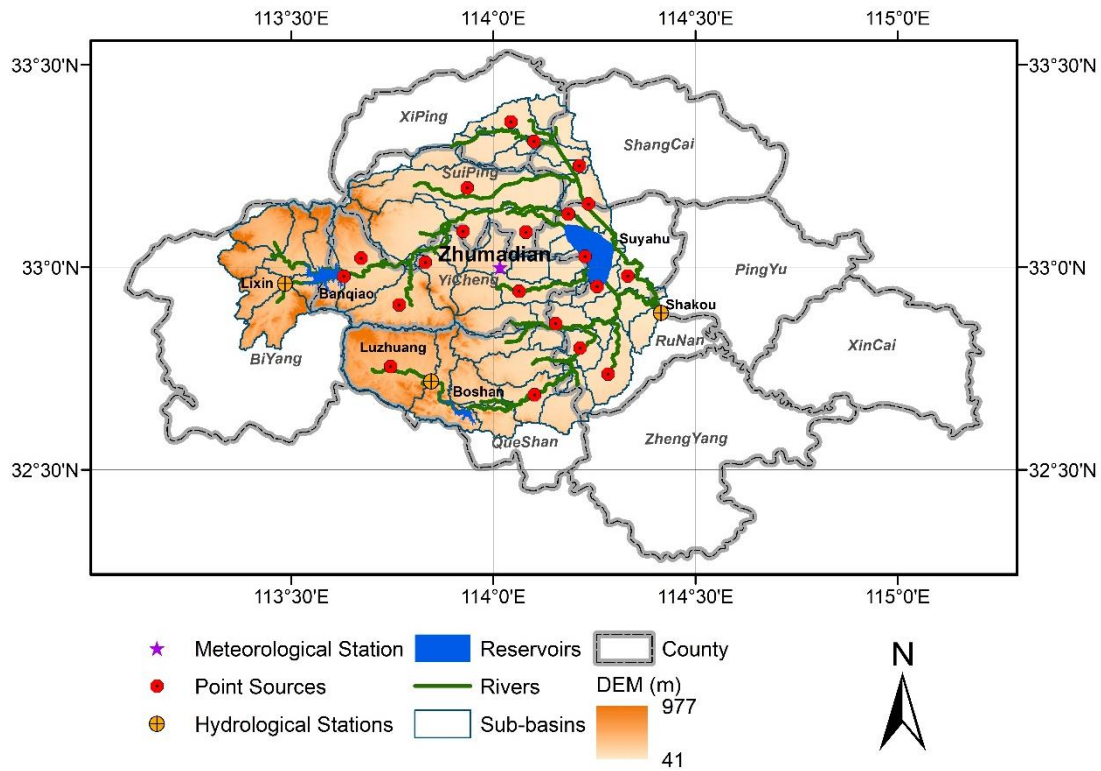 113°30'E 114°0'E 114°30'E 115°0'E
33°30'N 33°30'N
XiPing
ShangCai
SuiPing
Suyahu
Zhumadian
33°0'N 33°0'N
PingYu
Lixin
YiCheng
Banqiao
Shakou
RuNan
XinCai
Luzhuang
BiYang
Boshan
QueShan
ZhengYang
32°30'N 32°30'N
113°30'E 114°0'E 114°30'E 115°0'E
Meteorological Station Reservoirs County
Point Sources Rivers DEM (m)
Hydrological Stations Sub-basins
977
41
N